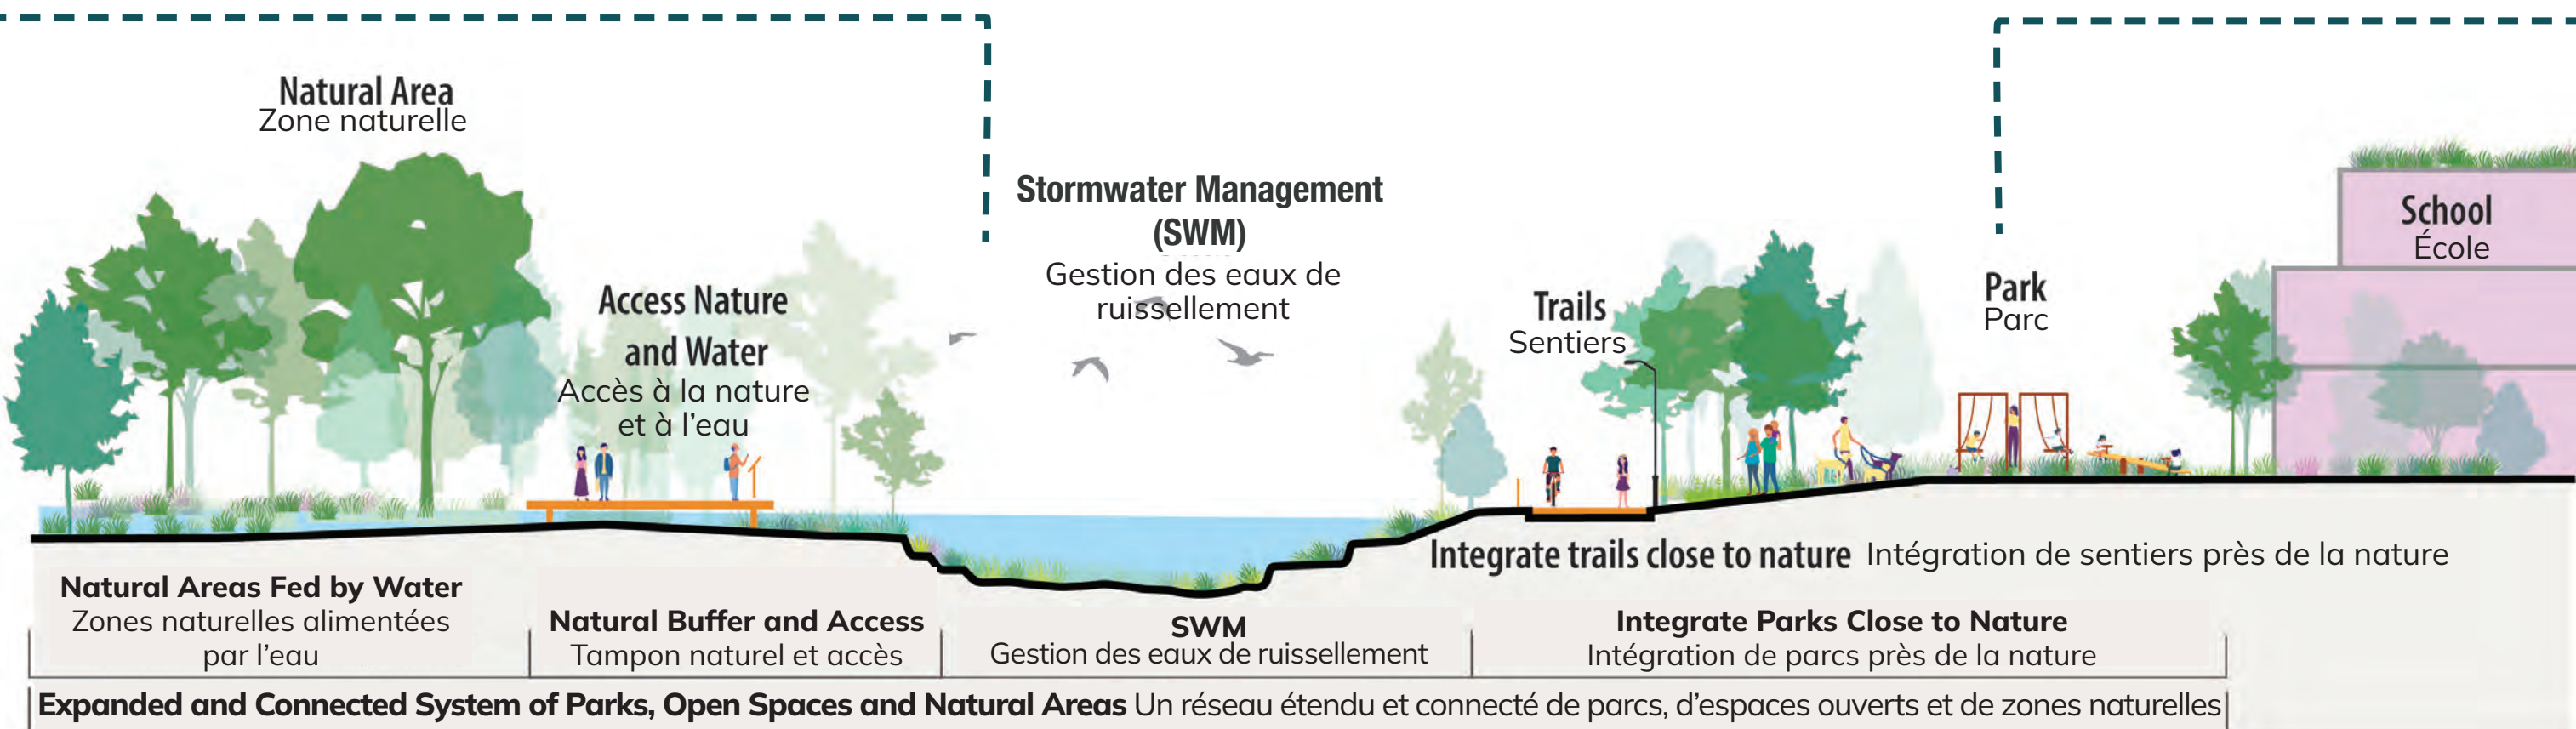 Natural Area
Zone naturelle
Access Nature
and Water
Accès à la nature
et à l'eau
Stormwater Management
(SWM)
Gestion des eaux de
ruissellement
Trails
Sentiers
Park
Parc
School
École
Integrate trails close to nature Intégration de sentiers près de la nature
Natural Areas Fed by Water
Zones naturelles alimentées
par l'eau
Natural Buffer and Access
Tampon naturel et accès
SWM
Gestion des eaux de ruissellement
Integrate Parks Close to Nature
Intégration de parcs près de la nature
Expanded and Connected System of Parks, Open Spaces and Natural Areas Un réseau étendu et connecté de parcs, d'espaces ouverts et de zones naturelles